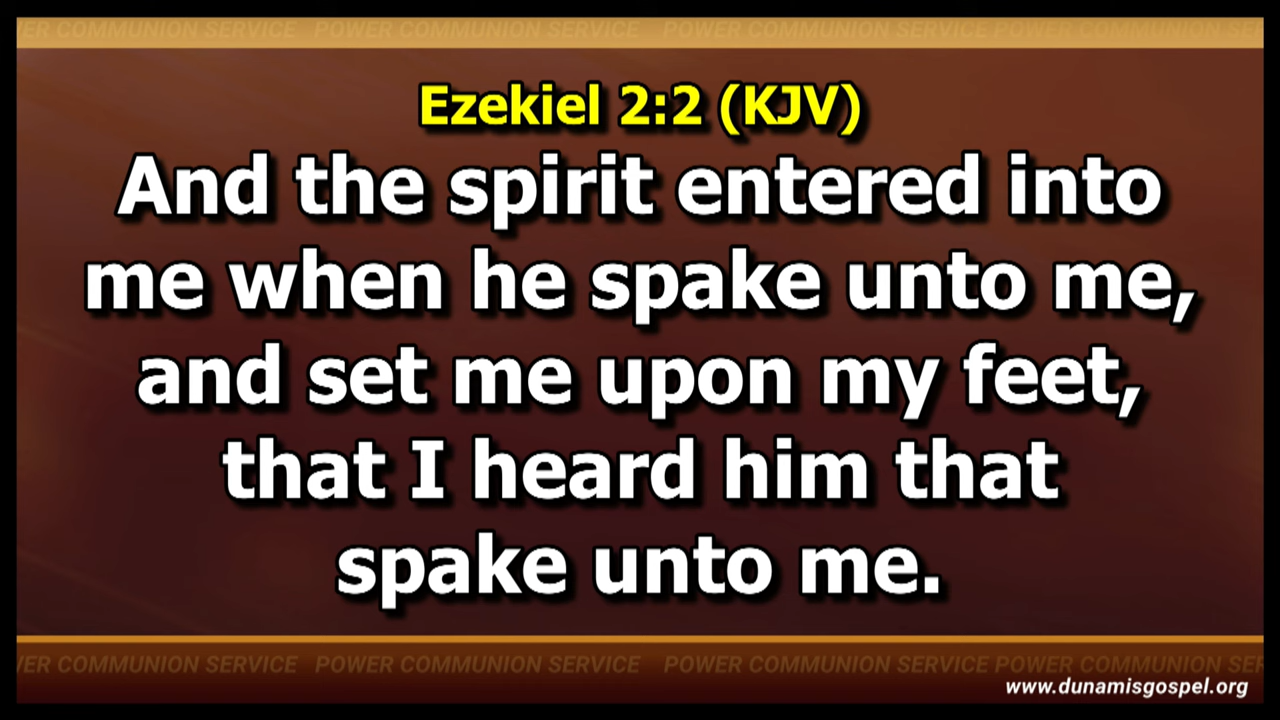 ER COMMUNION SERVICE POWER COMMUNION SERVICE POWER COMMUNION SERVICE POWER COMMUNION SER
Ezekiel 2:2 (KJV)
And the spirit entered into
me when he spake unto me,
and set me upon my feet,
that I heard him that
spake unto me.
ER COMMUNION SERVICE POWER COMMUNION SERVICE POWER COMMUNION SERVICE POWER COMMUNION SER
www.dunamisgospel.org